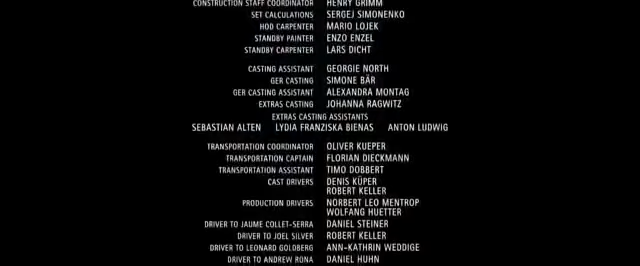 CONSTRUCTION STAFF COORDINATOR HENRY GRIMM
SET CALCULATIONS SERGEJ SIMONENKO
HOD CARPENTER MARIO LOJEK
STANDBY PAINTER ENZO ENZEL
STANDBY CARPENTER LARS DICHT
CASTING ASSISTANT GEORGIE NORTH
GER CASTING SIMONE BÄR
GER CASTING ASSISTANT ALEXANDRA MONTAG
EXTRAS CASTING JOHANNA RAGWITZ
EXTRAS CASTING ASSISTANTS
SEBASTIAN ALTEN LYDIA FRANZISKA BIENAS ANTON LUDWIG
TRANSPORTATION COORDINATOR OLIVER KUEPER
TRANSPORTATION CAPTAIN FLORIAN DIECKMANN
TRANSPORTATION ASSISTANT TIMO DOBBERT
CAST DRIVERS DENIS KÜPER
ROBERT KELLER
PRODUCTION DRIVERS NORBERT LEO MENTROP
WOLFGANG HUETTER
DRIVER TO JAUME COLLET-SERRA DANIEL STEINER
DRIVER TO JOEL SILVER ROBERT KELLER
DRIVER TO LEONARD GOLDBERG ANN-KATHRIN WEDDIGE
DRIVER TO ANDREW RONA DANIEL HUHN